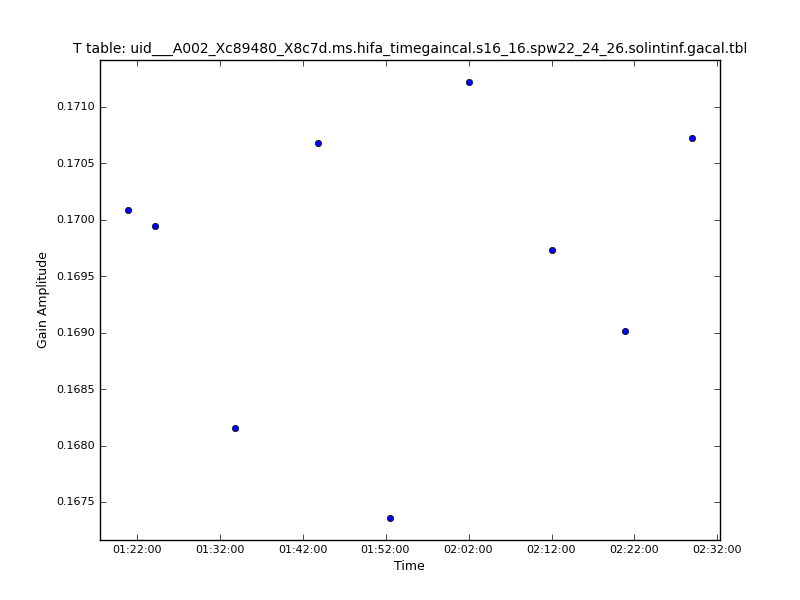 T table: uid___A002_Xc89480_X8c7d.ms.hifa_timegaincal.s16_16.spw22_24_26.solintinf.gacal.tbl
0.1710
0.1705
0.1700
0.1695
0.1690
0.1685
0.1680
0.1675
Gain Amplitude
01:22:00 01:32:00 01:42:00 01:52:00 02:02:00 02:12:00 02:22:00 02:32:00
Time